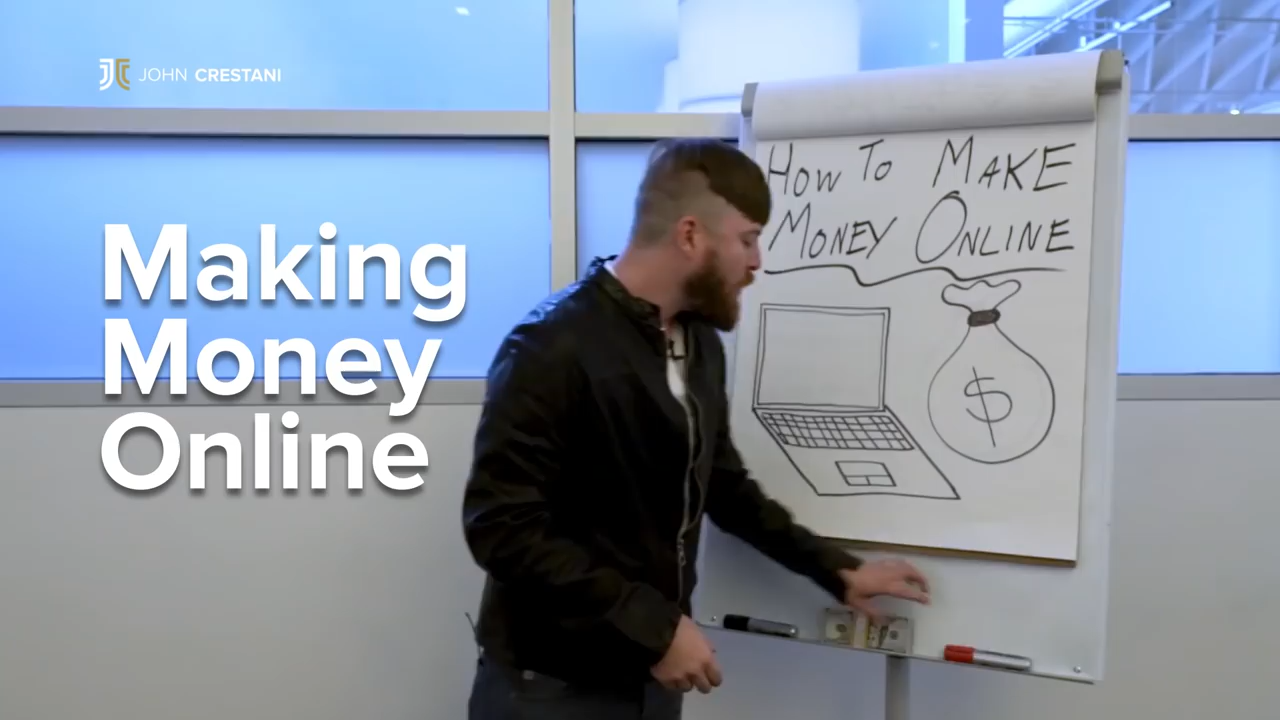 JOHN CRESTANI
Making
Money
Online
HOW TO MAKE
MONEY ONLINE
$